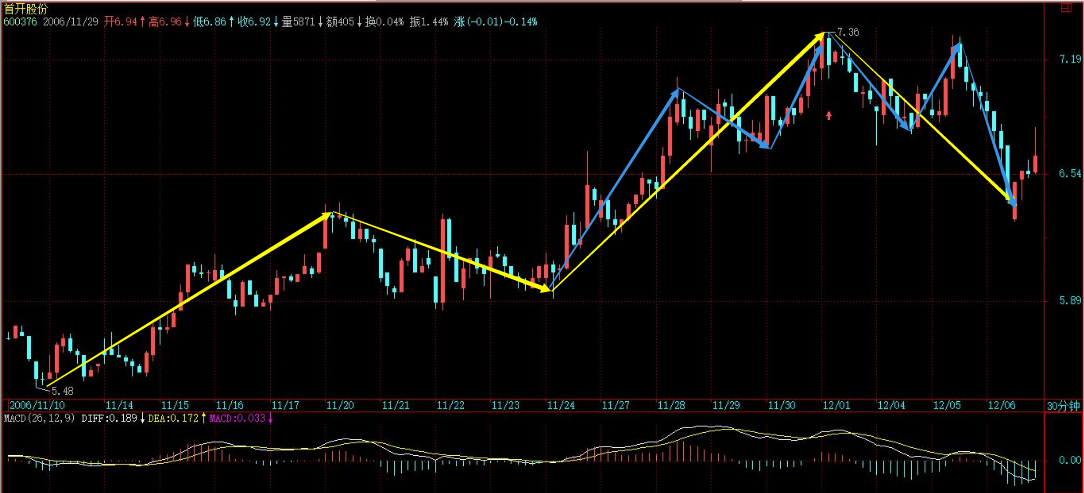 首开股份
600376 2006/11/29 开6.94↑高6.96↓低6.86↑收6.92↓量5871↓额405↓换0.04% 振1.44% 涨(-0.01)-0.14%
7.36
7.19
6.54
5.89
5.48
2006/11/10 11/14 11/15 11/16 11/17 11/20 11/21 11/22 11/23 11/24 11/27 11/28 11/29 11/30 12/01 12/04 12/05 12/06 30分钟
MACD(26,12,9) DIFF:0.189↓DEA:0.172↑MACD:0.033↓
0.00